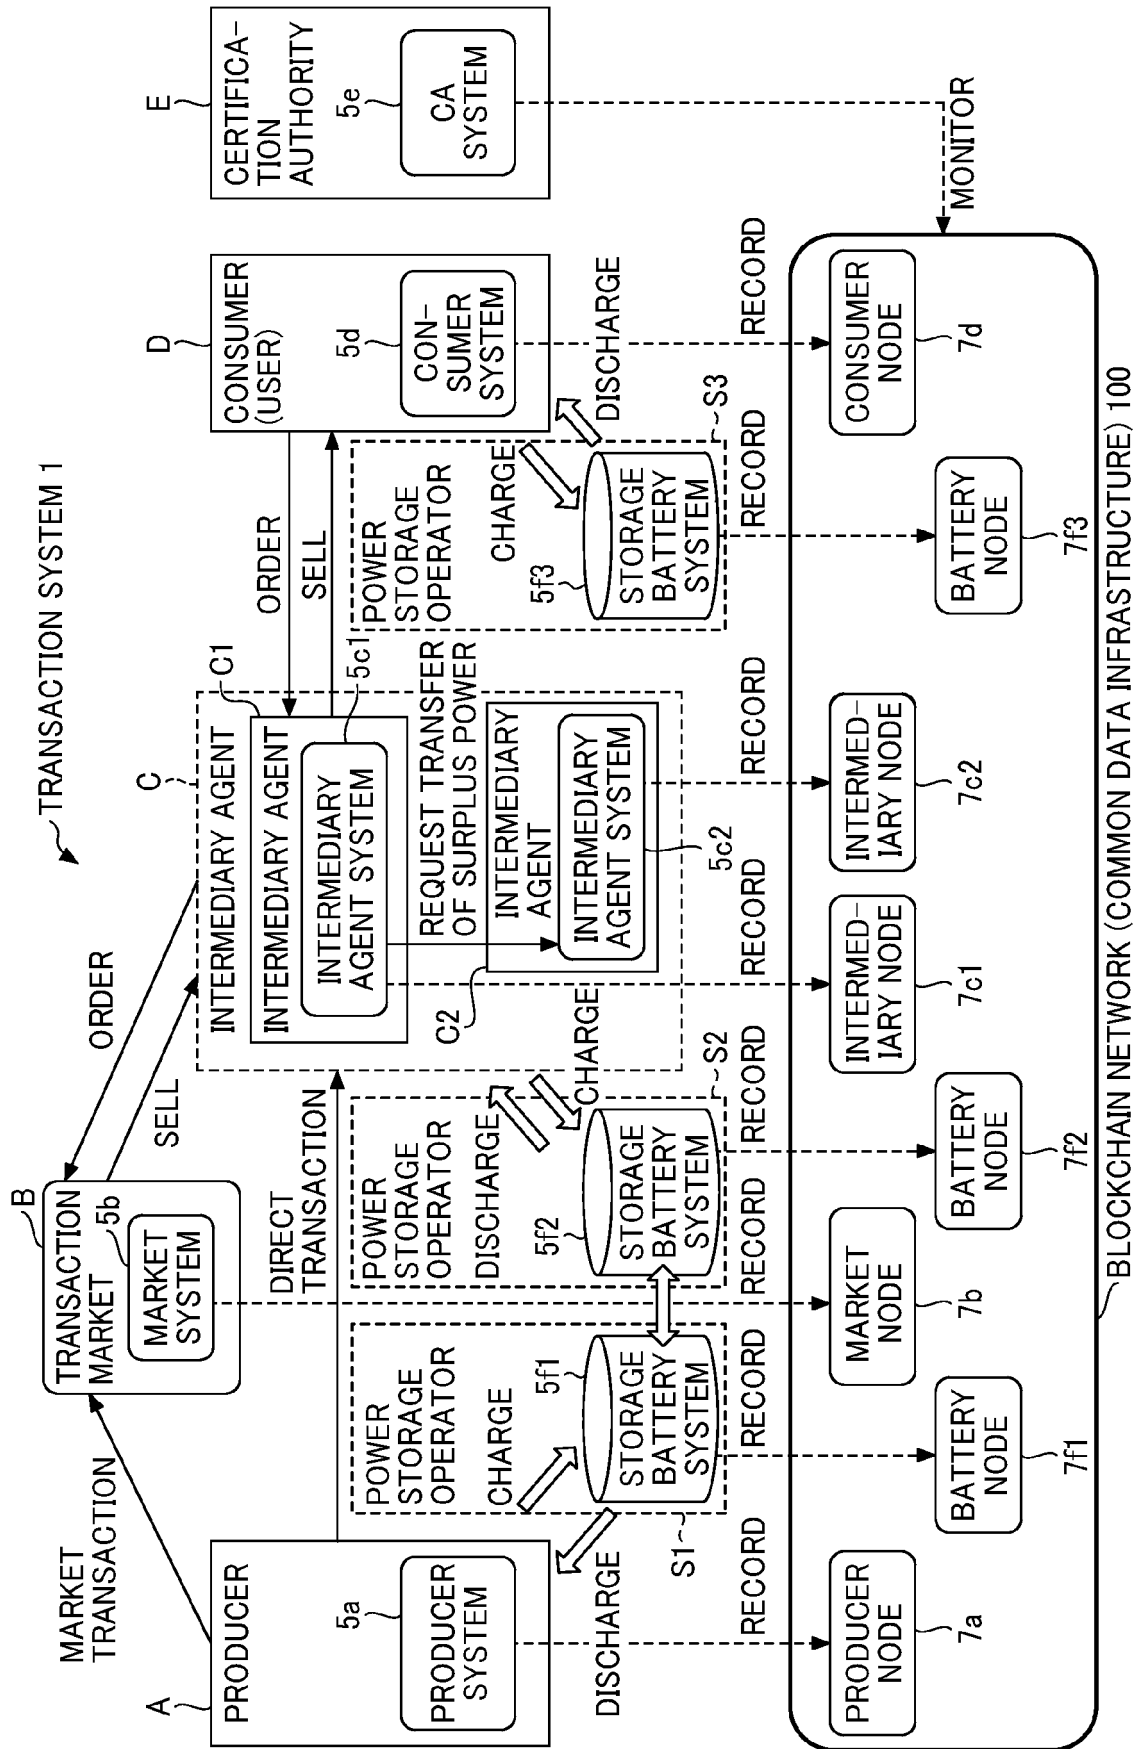 TRANSACTION SYSTEM 1
MARKET
TRANSACTION
B
TRANSACTION
MARKET
5b
MARKET
SYSTEM
ORDER
SELL
A
PRODUCER
5a
PRODUCER
SYSTEM
DIRECT
TRANSACTION
C
INTERMEDIARY AGENT
C1
INTERMEDIARY AGENT
INTERMEDIARY
AGENT SYSTEM
5c1
REQUEST TRANSFER
OF SURPLUS POWER
C2
INTERMEDIARY
AGENT
INTERMEDIARY
AGENT SYSTEM
5c2
ORDER
SELL
D
CONSUMER
(USER)
5d
CON-
SUMER
SYSTEM
E
CERTIFICA-
TION
AUTHORITY
5e
CA
SYSTEM
POWER
STORAGE
OPERATOR
CHARGE
5f1
STORAGE
BATTERY
SYSTEM
DISCHARGE
S1
POWER
STORAGE
OPERATOR
DISCHARGE
CHARGE
5f2
STORAGE
BATTERY
SYSTEM
S2
POWER
STORAGE
OPERATOR
CHARGE
DISCHARGE
5f3
STORAGE
BATTERY
SYSTEM
S3
RECORD
RECORD
RECORD
RECORD
RECORD
RECORD
RECORD
RECORD
MONITOR
PRODUCER
NODE
7a
BATTERY
NODE
7f1
MARKET
NODE
7b
BATTERY
NODE
7f2
INTERMED-
IARY NODE
7c1
INTERMED-
IARY NODE
7c2
BATTERY
NODE
7f3
CONSUMER
NODE
7d
BLOCKCHAIN NETWORK (COMMON DATA INFRASTRUCTURE) 100